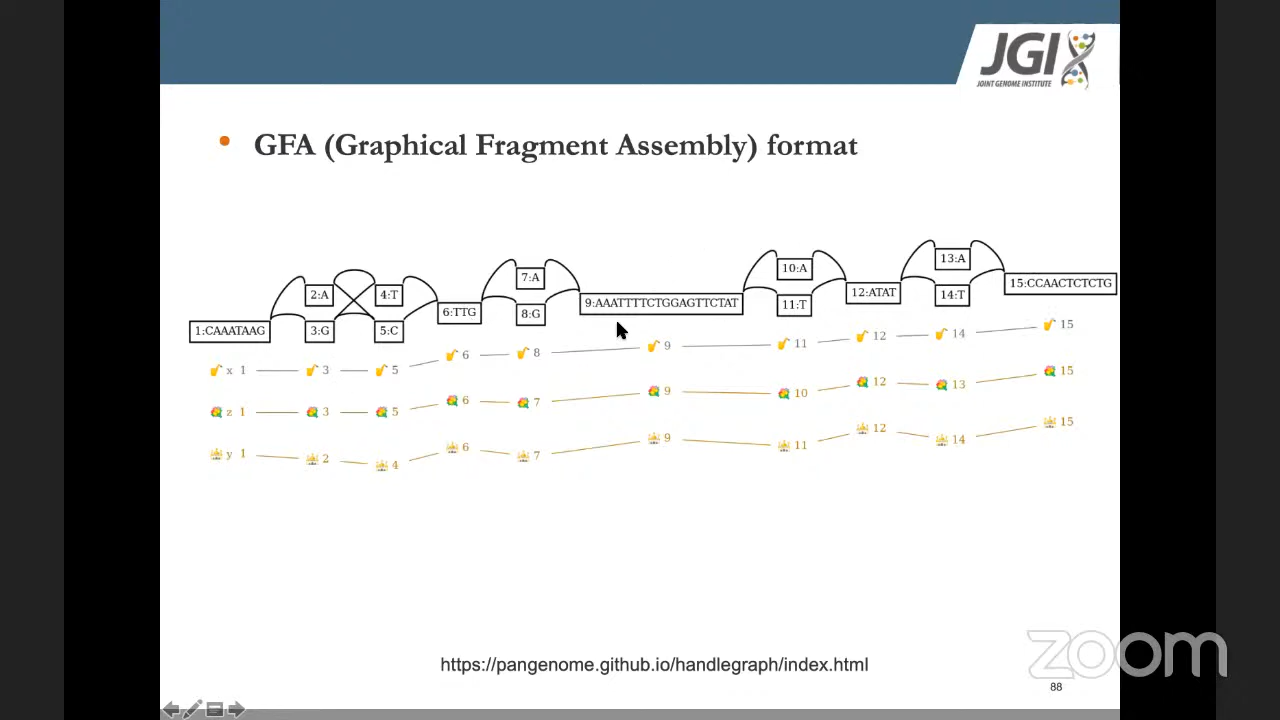 JGI
JOINT GENOME INSTITUTE
• GFA (Graphical Fragment Assembly) format
2:A 4:T 7:A 10:A 13:A
1:CAAATAAG 3:G 5:C 6:TTG 8:G 9:AAATTTTCTGGAGTTCTAT 11:T 12:ATAT 14:T 15:CCAACTCTCTG
x 1 3 5 6 8 9 11 12 14 15
z 1 3 5 6 7 9 10 12 13 15
y 1 2 4 6 7 9 11 12 14 15
https://pangenome.github.io/handlegraph/index.html
zoom
88